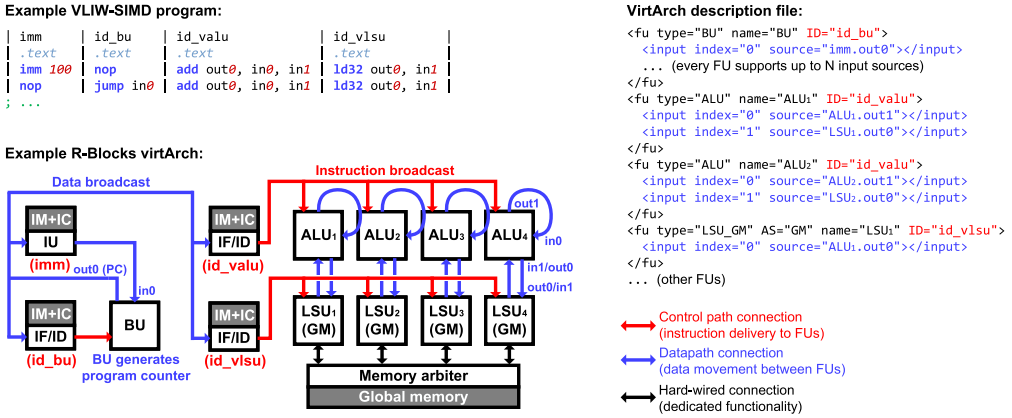 Example VLIW-SIMD program:
| imm | id_bu | id_valu | id_vlsu |
| .text | .text | .text | .text |
| imm 100 | nop | add out0, in0, in1 | ld32 out0, in1 |
| nop | jump in0 | add out0, in0, in1 | ld32 out0, in1 |
; ...
Example R-Blocks virtArch:
Data broadcast
Instruction broadcast
IM+IC
IU
(imm)
out0 (PC)
in0
IM+IC
IF/ID
(id_bu)
BU
BU generates
program counter
IM+IC
IF/ID
(id_valu)
IM+IC
IF/ID
(id_vlsu)
ALU₁
ALU₂
ALU₃
ALU₄
out1
in0
in1/out0
out0/in1
LSU₁
(GM)
LSU₂
(GM)
LSU₃
(GM)
LSU₄
(GM)
Memory arbiter
Global memory
VirtArch description file:
<fu type="BU" name="BU" ID="id_bu">
<input index="0" source="imm.out0"></input>
... (every FU supports up to N input sources)
</fu>
<fu type="ALU" name="ALU₁" ID="id_valu">
<input index="0" source="ALU₁.out1"></input>
<input index="1" source="LSU₁.out0"></input>
</fu>
<fu type="ALU" name="ALU₂" ID="id_valu">
<input index="0" source="ALU₂.out1"></input>
<input index="1" source="LSU₂.out0"></input>
</fu>
<fu type="LSU_GM" AS="GM" name="LSU₁" ID="id_vlsu">
<input index="0" source="ALU₁.out0"></input>
</fu>
... (other FUs)
Control path connection
(instruction delivery to FUs)
Datapath connection
(data movement between FUs)
Hard-wired connection
(dedicated functionality)